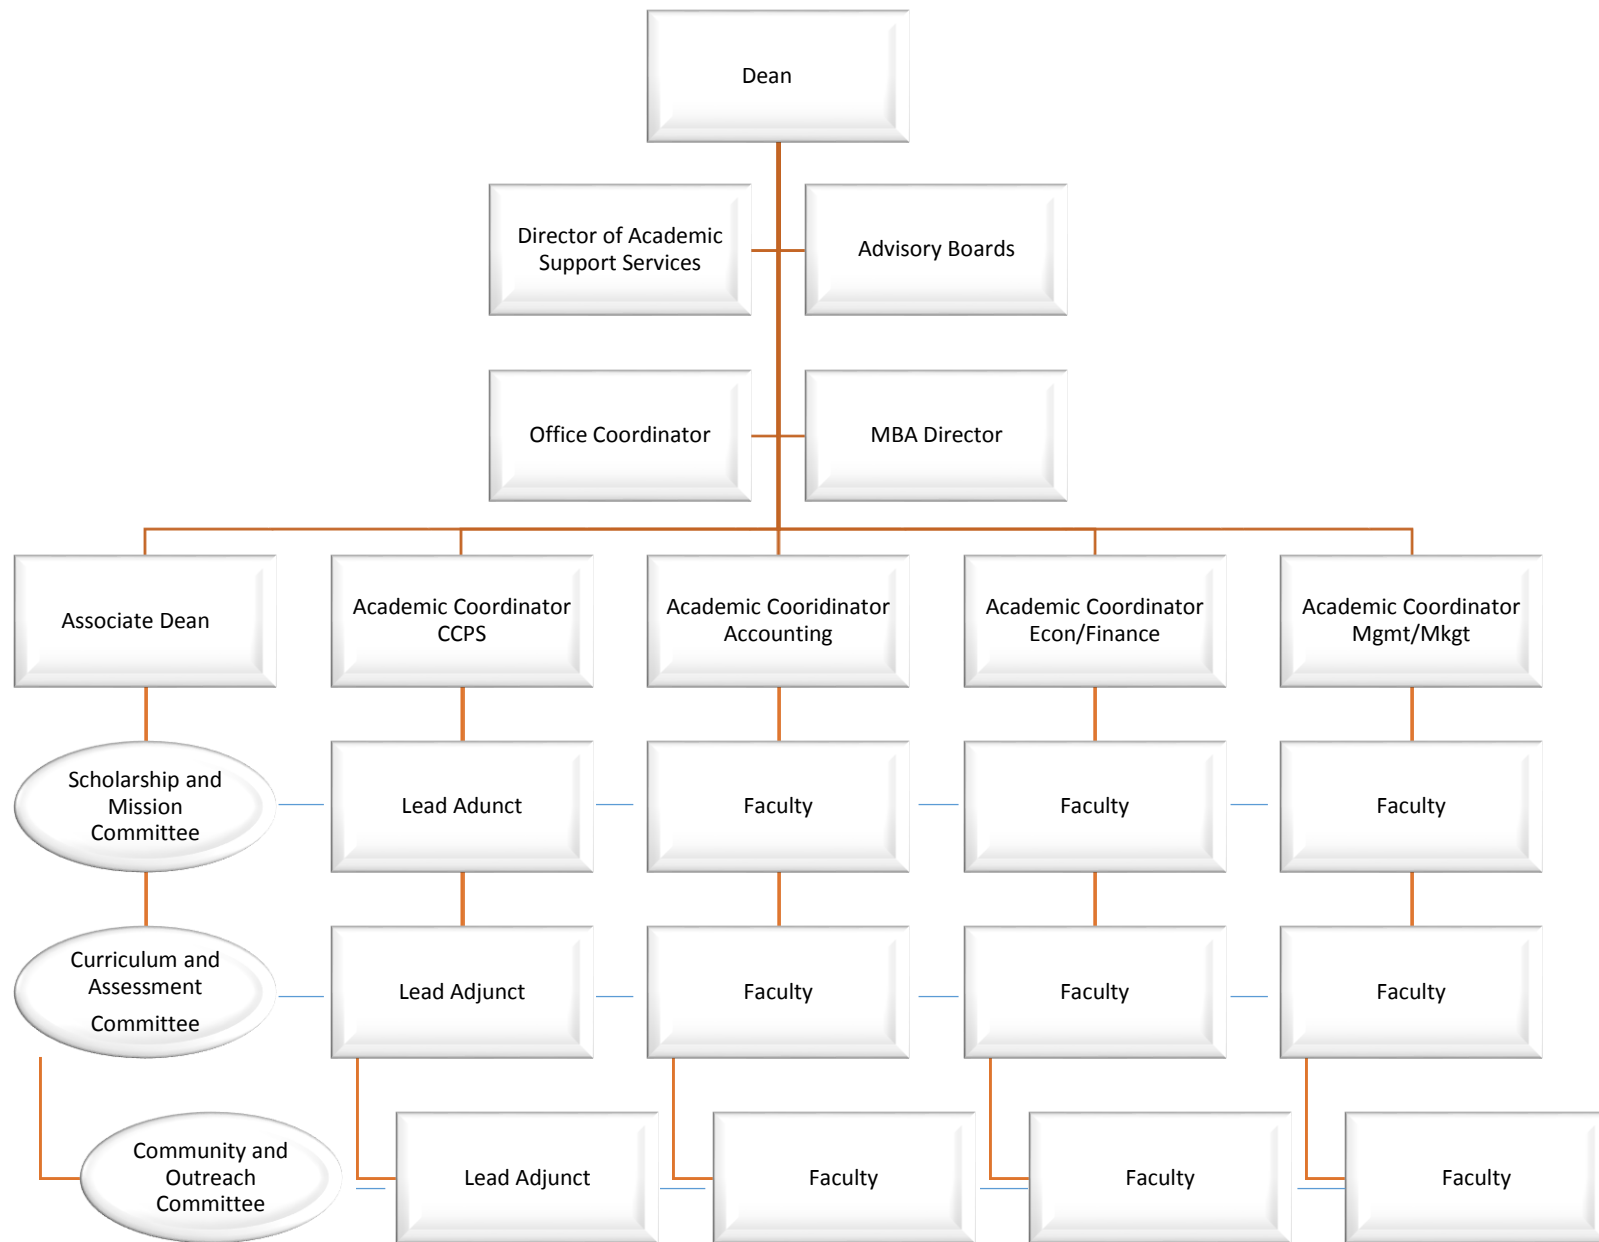 Dean
Director of Academic
Support Services
Advisory Boards
Office Coordinator
MBA Director
Associate Dean
Academic Coordinator
CCPS
Academic Cooridinator
Accounting
Academic Coordinator
Econ/Finance
Academic Coordinator
Mgmt/Mkgt
Scholarship and
Mission
Committee
Lead Adunct
Faculty
Faculty
Faculty
Curriculum and
Assessment
Committee
Lead Adjunct
Faculty
Faculty
Faculty
Community and
Outreach
Committee
Lead Adjunct
Faculty
Faculty
Faculty